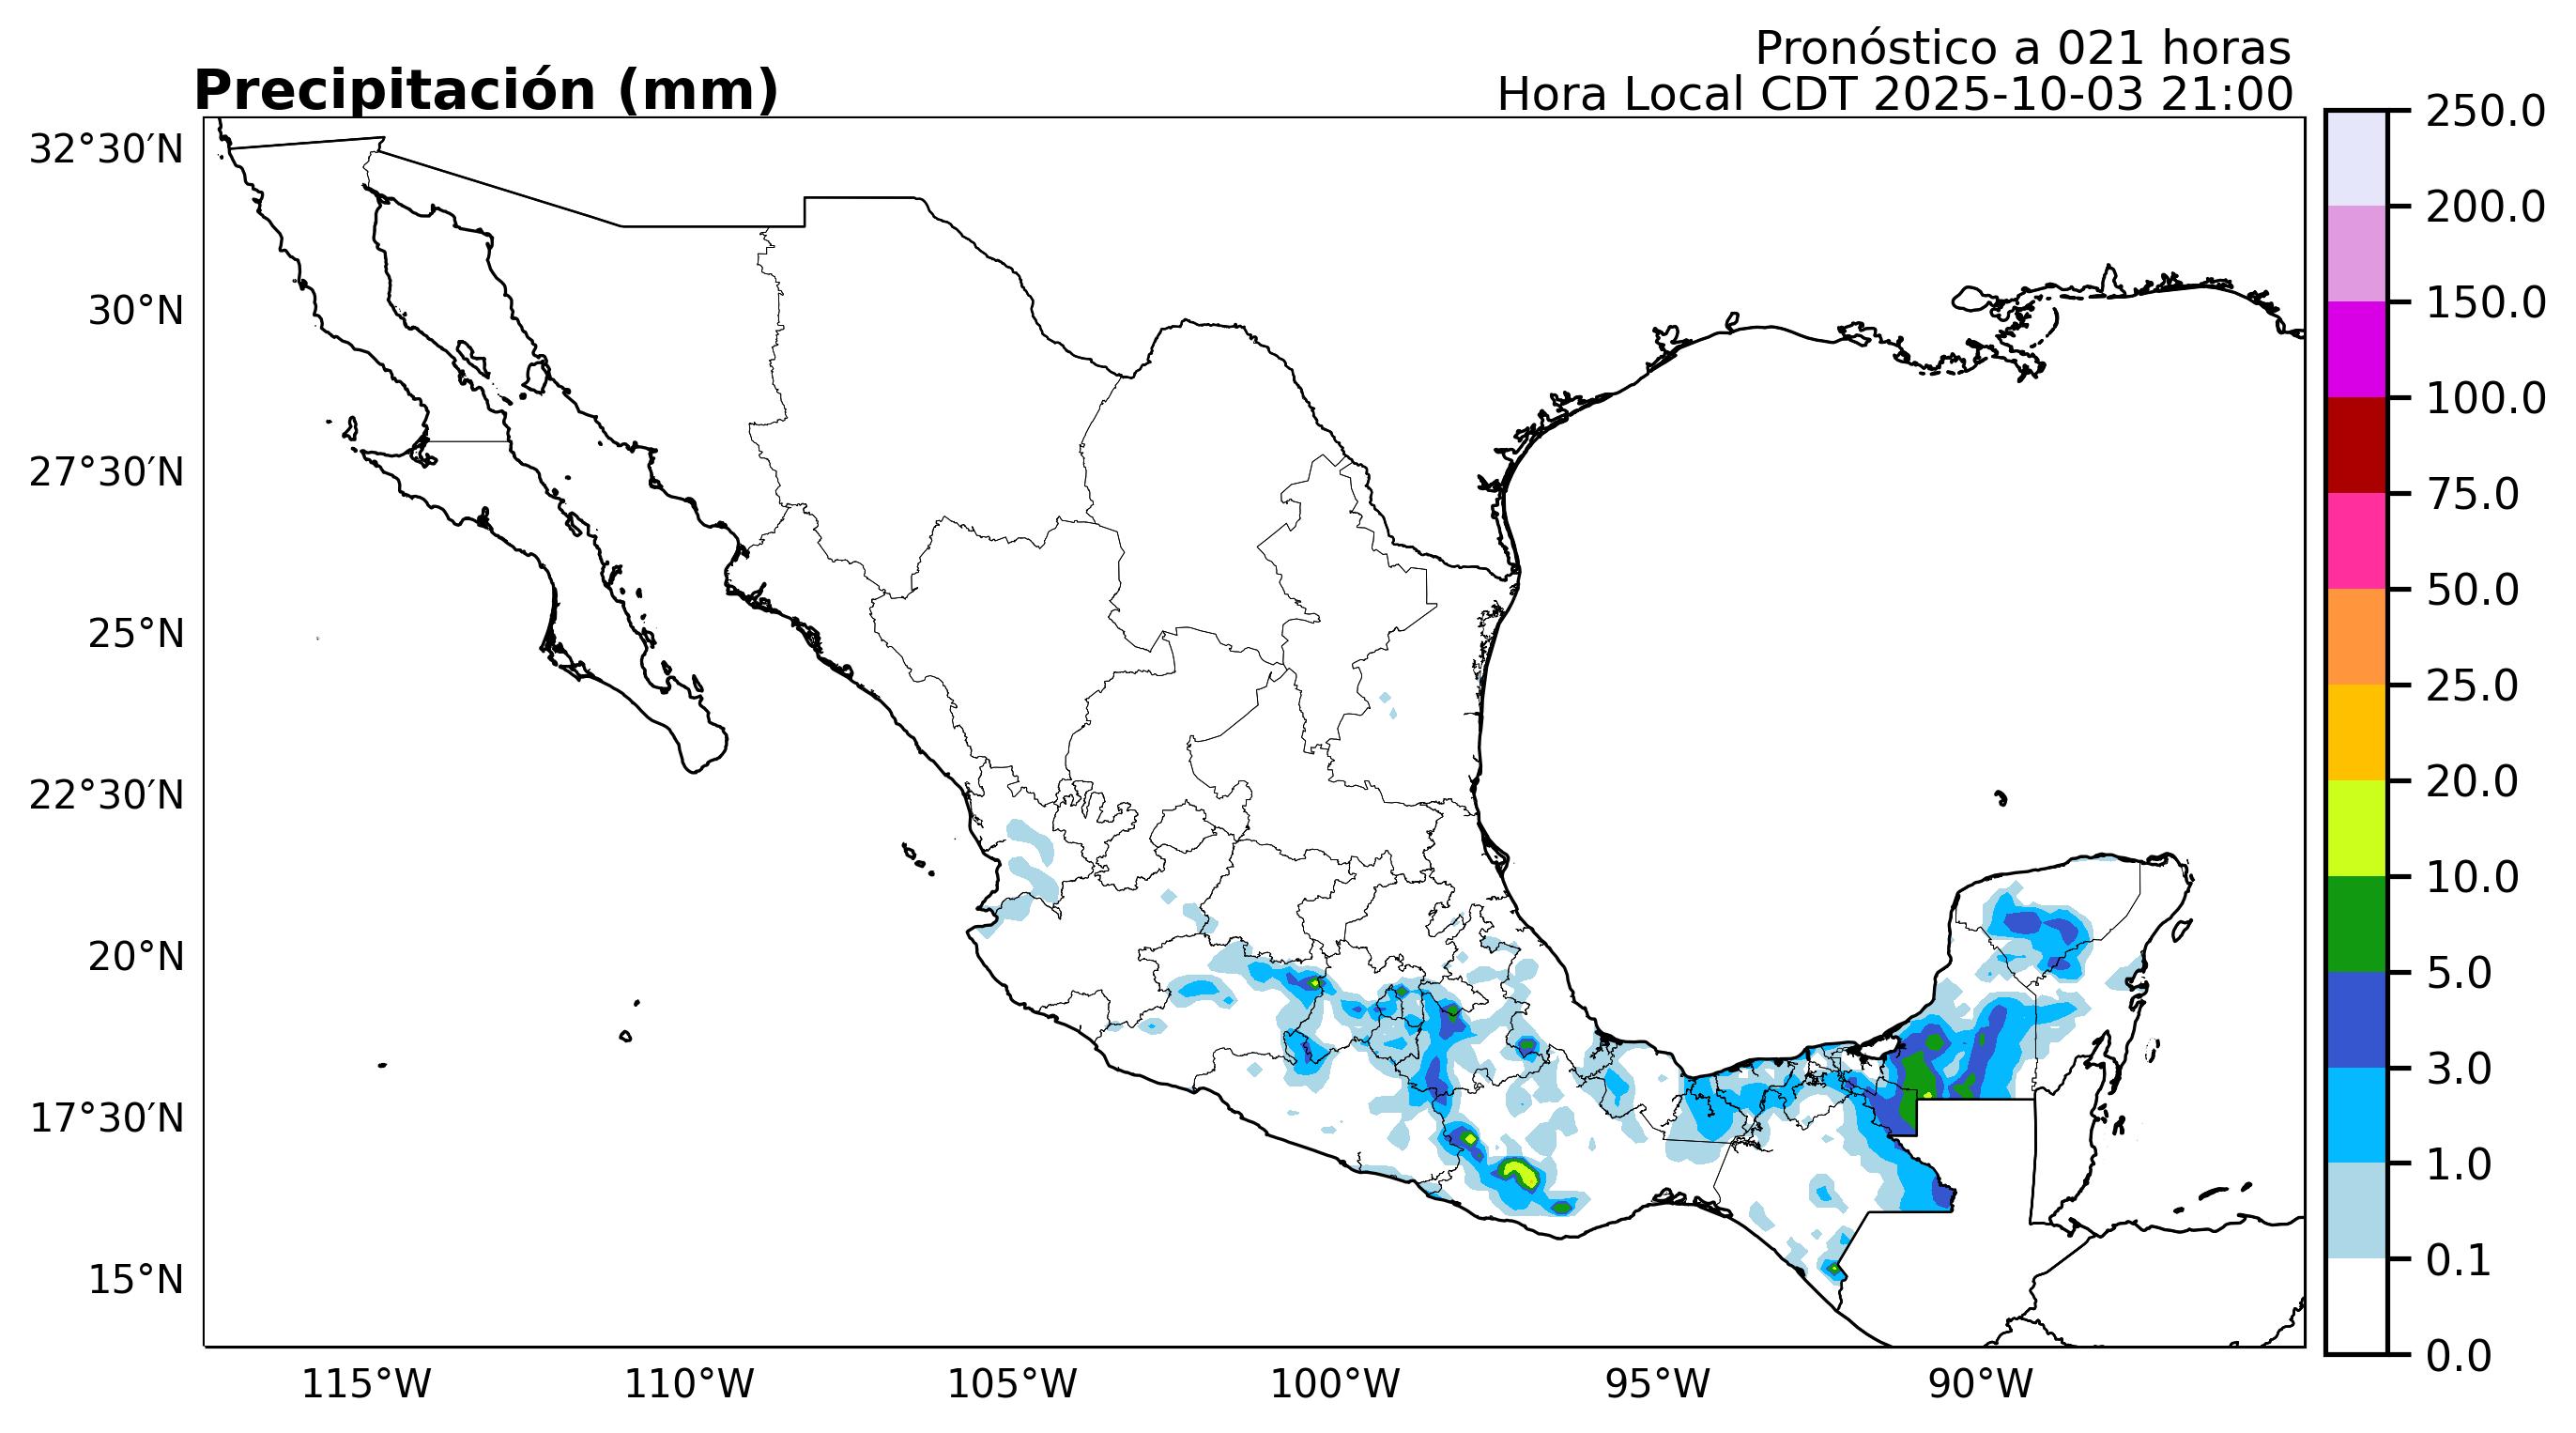 Pronóstico a 021 horas
Precipitación (mm)
Hora Local CDT 2025-10-03 21:00
32°30′N
30°N
27°30′N
25°N
22°30′N
20°N
17°30′N
15°N
115°W
110°W
105°W
100°W
95°W
90°W
250.0
200.0
150.0
100.0
75.0
50.0
25.0
20.0
10.0
5.0
3.0
1.0
0.1
0.0